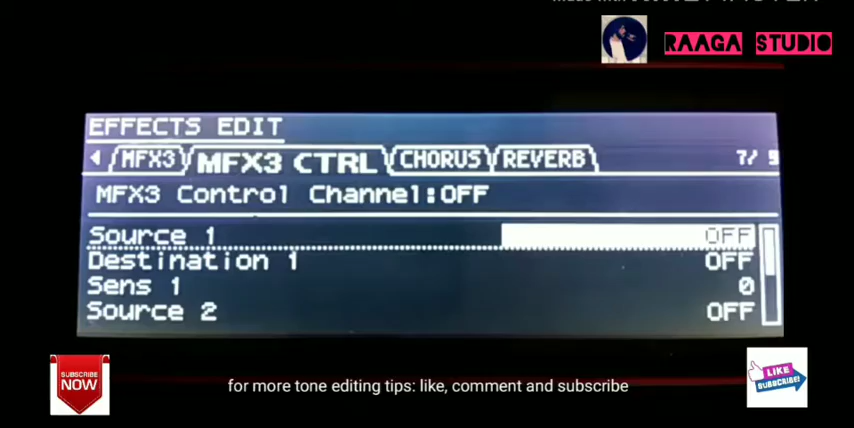 RAAGA STUDIO
EFFECTS EDIT
MFX3 MFX3 CTRL CHORUS REVERB 7/ 9
MFX3 Control Channel:OFF
Source 1 OFF
Destination 1 OFF
Sens 1 0
Source 2 OFF
SUBSCRIBE
NOW
for more tone editing tips: like, comment and subscribe
LIKE
SUBSCRIBE!